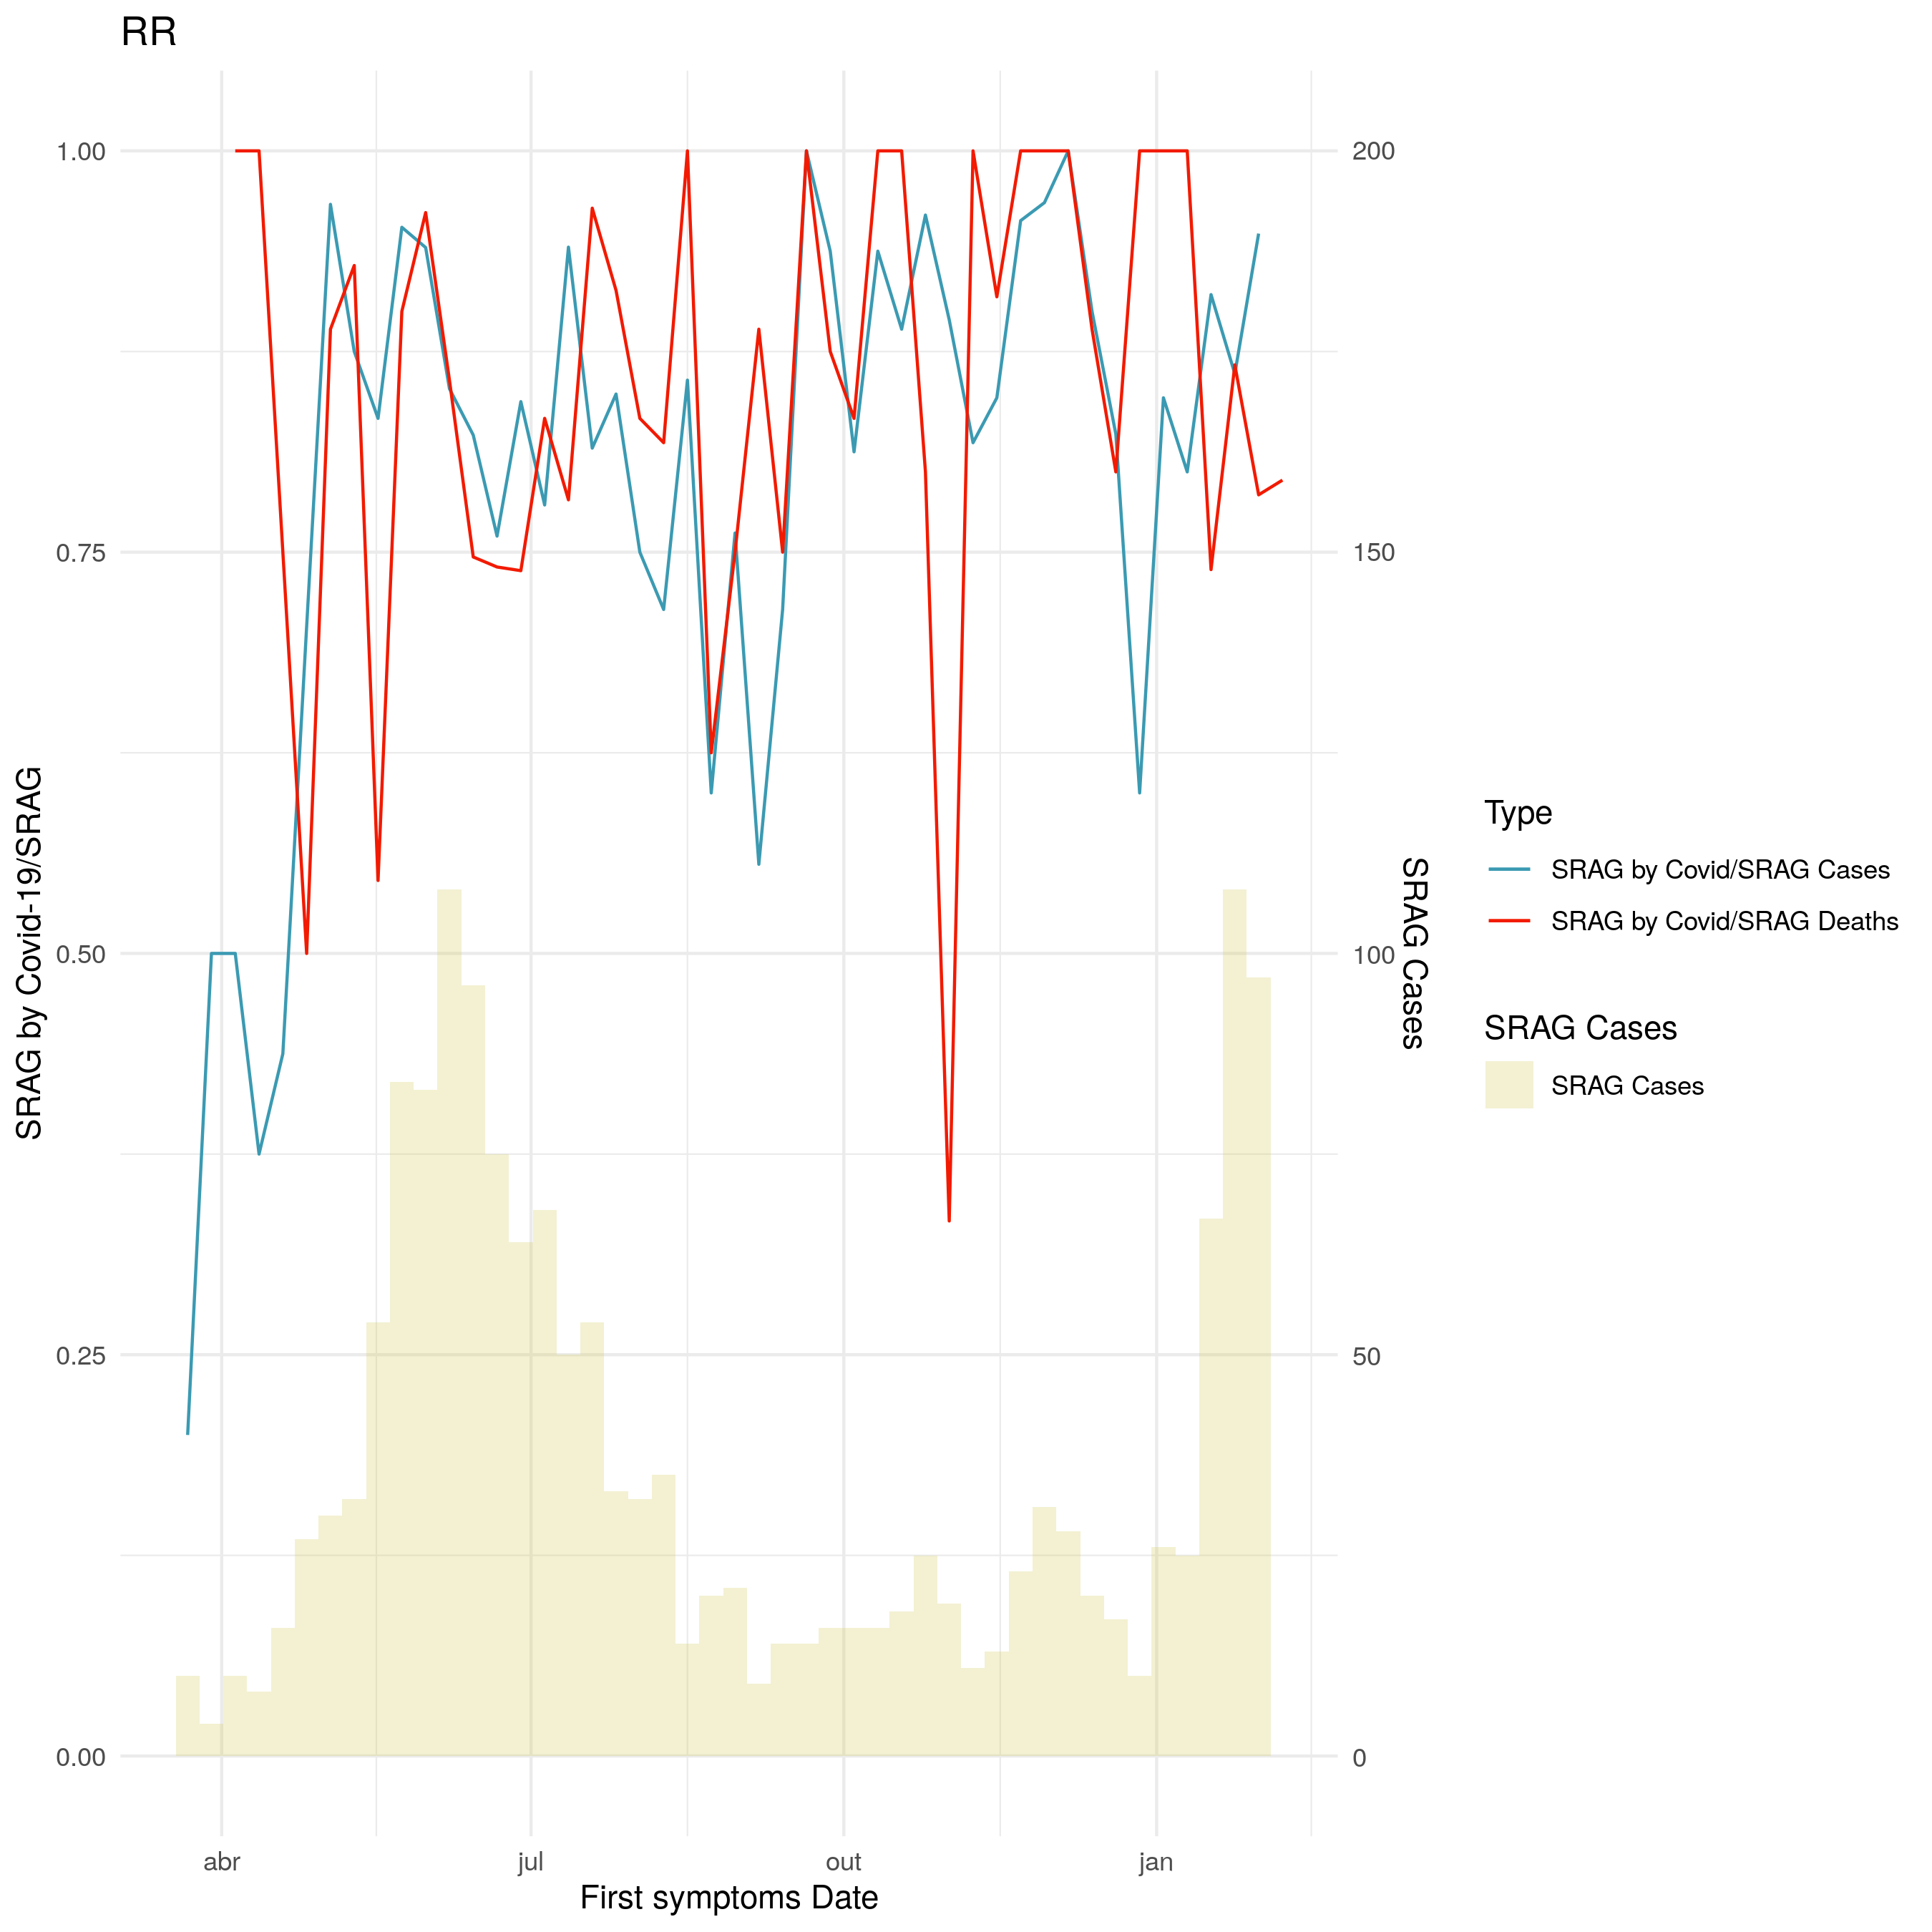 RR
1.00
0.75
0.50
0.25
0.00
SRAG by Covid-19/SRAG
200
150
100
50
0
SRAG Cases
abr
jul
out
jan
First symptoms Date
Type
SRAG by Covid/SRAG Cases
SRAG by Covid/SRAG Deaths
SRAG Cases
SRAG Cases